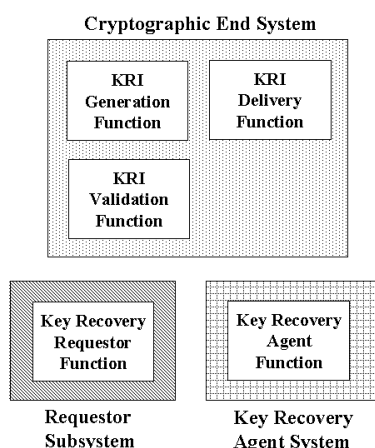 Cryptographic End System
KRI
Generation
Function
KRI
Delivery
Function
KRI
Validation
Function
Key Recovery
Requestor
Function
Key Recovery
Agent
Function
Requestor
Subsystem
Key Recovery
Agent System